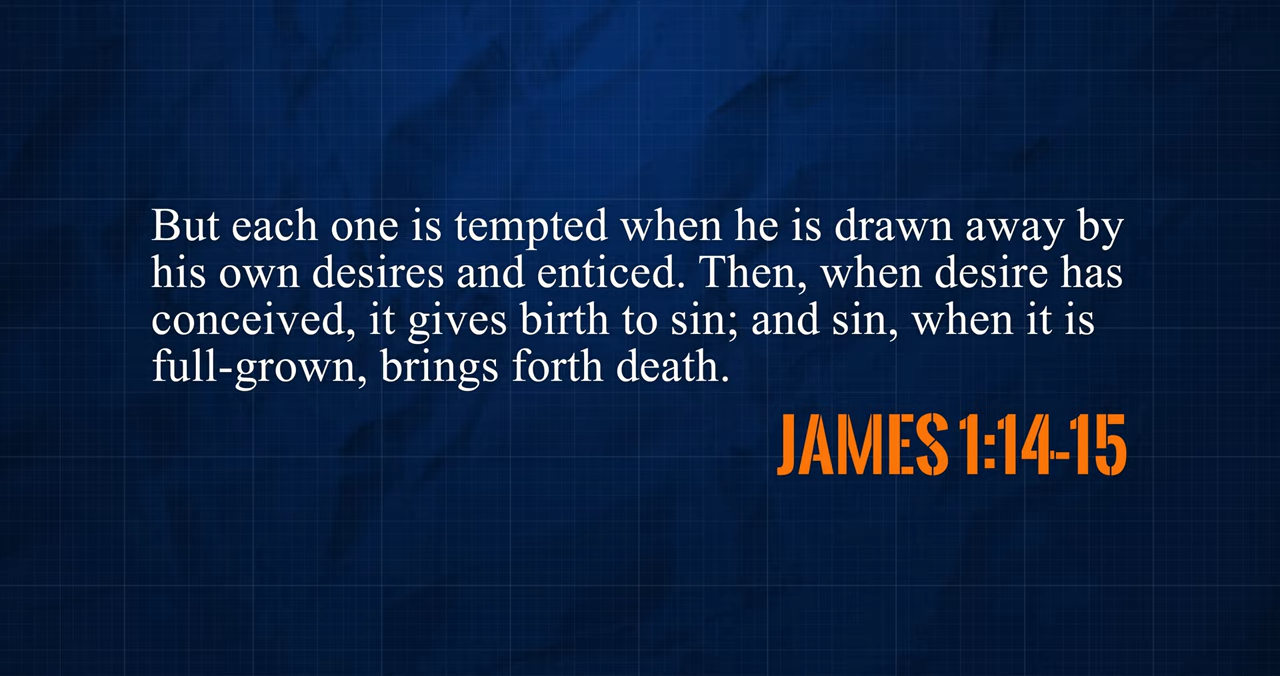 But each one is tempted when he is drawn away by
his own desires and enticed. Then, when desire has
conceived, it gives birth to sin; and sin, when it is
full-grown, brings forth death.
JAMES 1:14-15